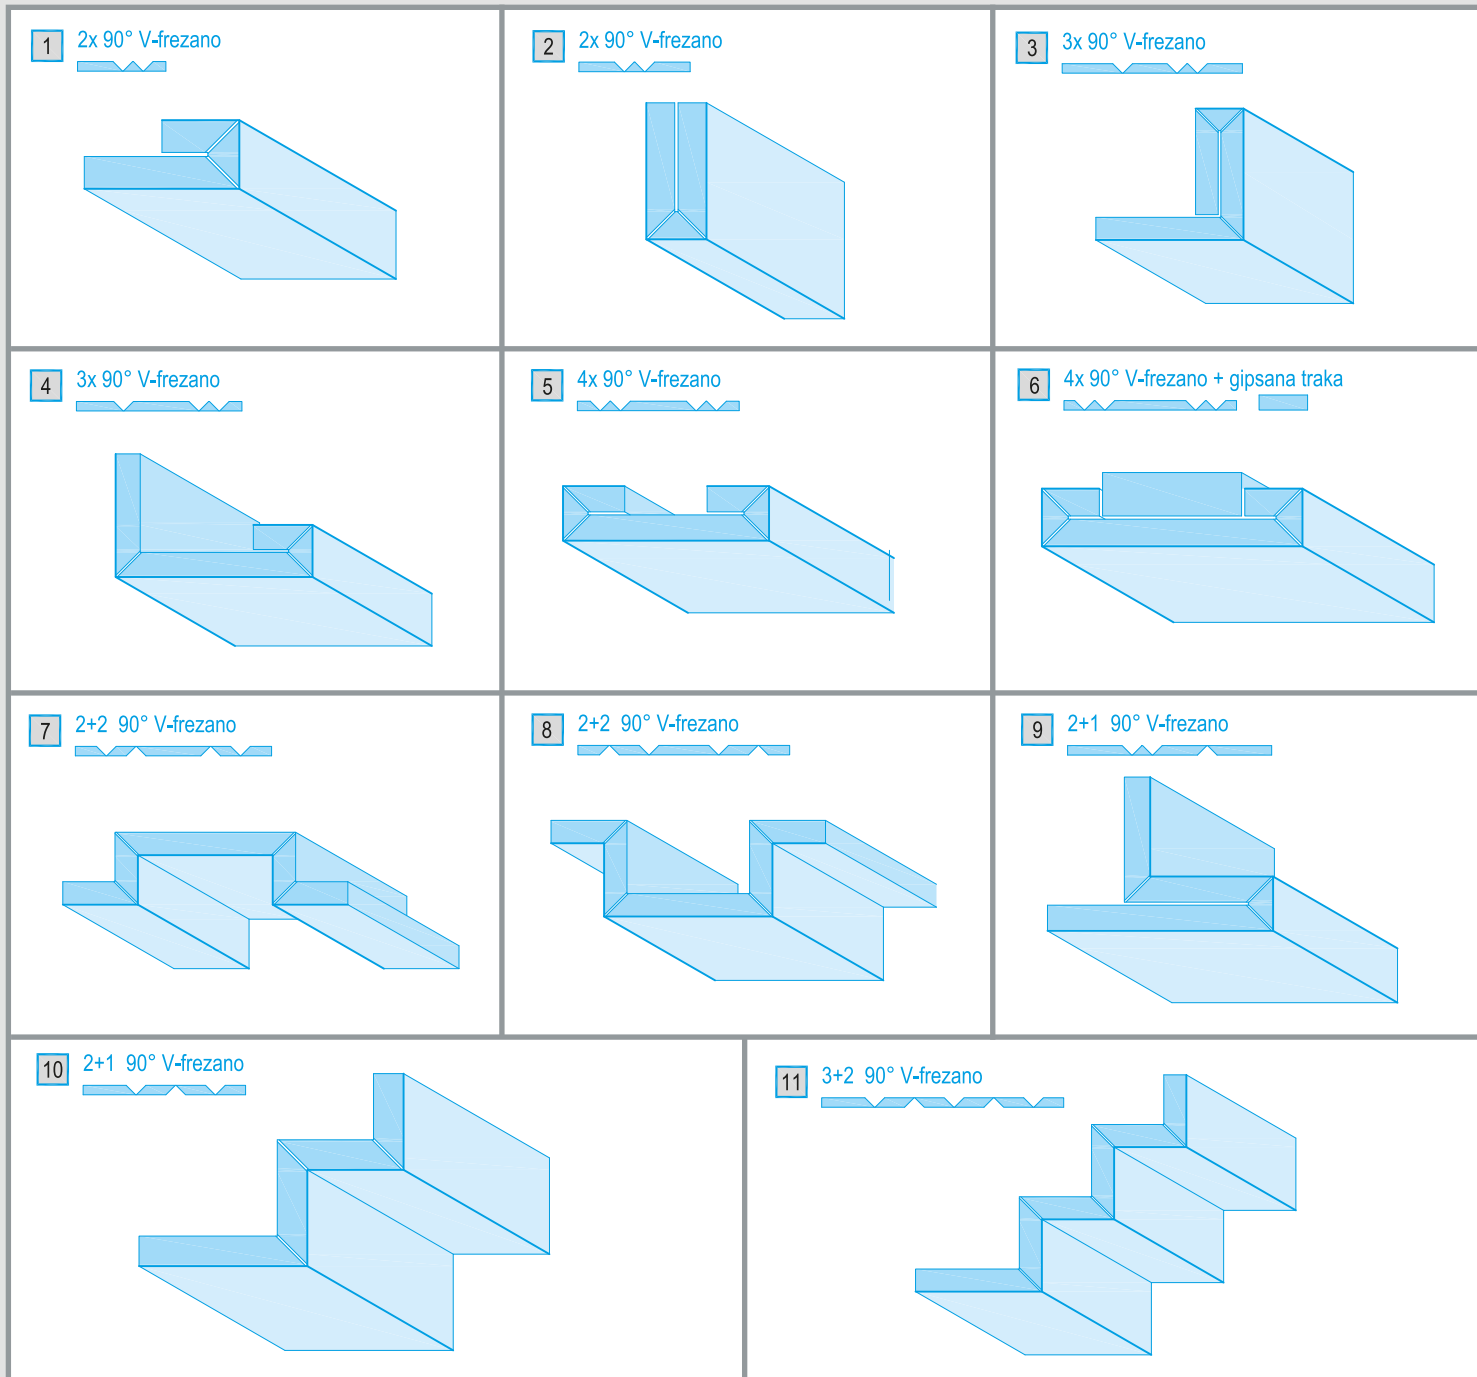 1 2x 90° V-frezano
2 2x 90° V-frezano
3 3x 90° V-frezano
4 3x 90° V-frezano
5 4x 90° V-frezano
6 4x 90° V-frezano + gipsana traka
7 2+2 90° V-frezano
8 2+2 90° V-frezano
9 2+1 90° V-frezano
10 2+1 90° V-frezano
11 3+2 90° V-frezano